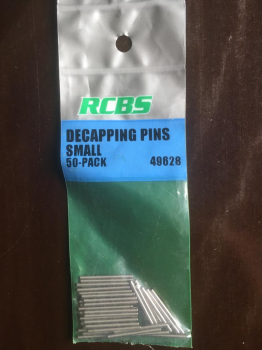 RCBS
DECAPPING PINS
SMALL
50-PACK 49628